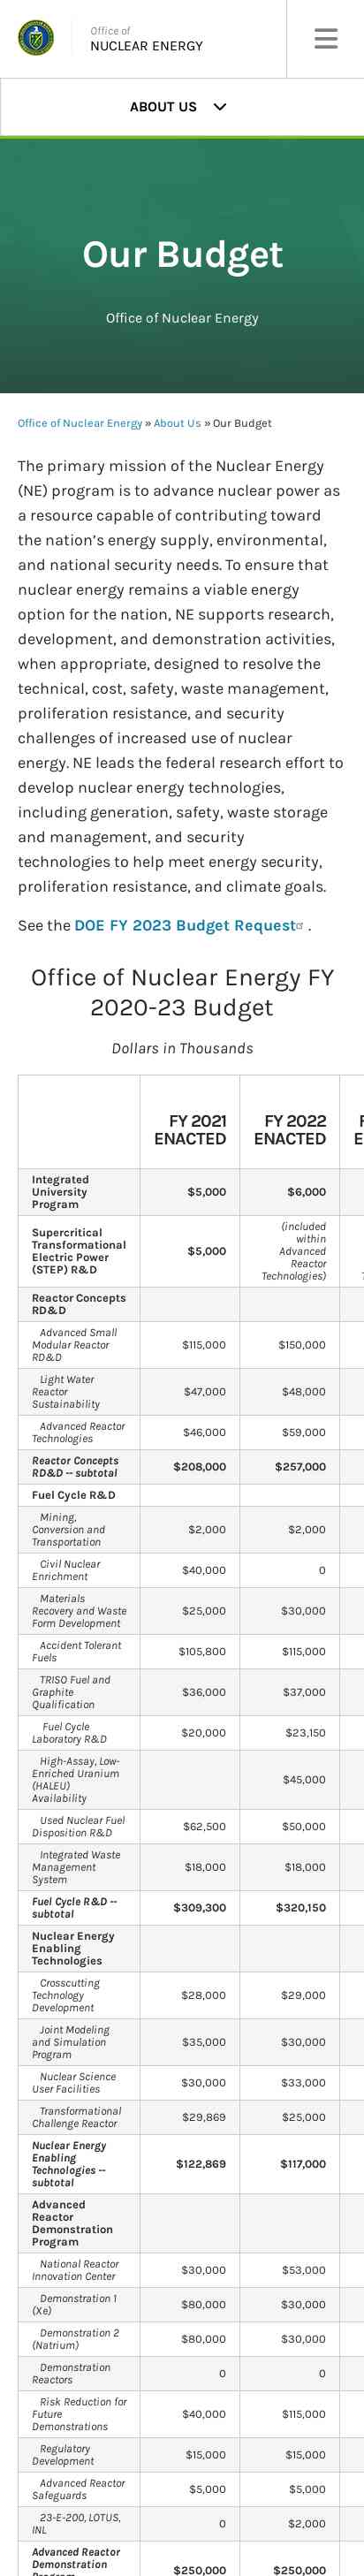 Office of
NUCLEAR ENERGY
ABOUT US
Our Budget
Office of Nuclear Energy
Office of Nuclear Energy » About Us » Our Budget
The primary mission of the Nuclear Energy
(NE) program is to advance nuclear power as
a resource capable of contributing toward
the nation's energy supply, environmental,
and national security needs. To ensure that
nuclear energy remains a viable energy
option for the nation, NE supports research,
development, and demonstration activities,
when appropriate, designed to resolve the
technical, cost, safety, waste management,
proliferation resistance, and security
challenges of increased use of nuclear
energy. NE leads the federal research effort to
develop nuclear energy technologies,
including generation, safety, waste storage
and management, and security
technologies to help meet energy security,
proliferation resistance, and climate goals.
See the DOE FY 2023 Budget Request .
Office of Nuclear Energy FY
2020-23 Budget
Dollars in Thousands
FY 2021 FY 2022
ENACTED ENACTED
Integrated
University $5,000 $6,000
Program
Supercritical (included
Transformational within
Electric Power $5,000 Advanced
(STEP) R&D Reactor
Technologies)
Reactor Concepts
RD&D
Advanced Small
Modular Reactor $115,000 $150,000
RD&D
Light Water
Reactor $47,000 $48,000
Sustainability
Advanced Reactor
Technologies $46,000 $59,000
Reactor Concepts
RD&D -- subtotal $208,000 $257,000
Fuel Cycle R&D
Mining,
Conversion and $2,000 $2,000
Transportation
Civil Nuclear
Enrichment $40,000 0
Materials
Recovery and Waste $25,000 $30,000
Form Development
Accident Tolerant
Fuels $105,800 $115,000
TRISO Fuel and
Graphite $36,000 $37,000
Qualification
Fuel Cycle
Laboratory R&D $20,000 $23,150
High-Assay, Low-
Enriched Uranium
(HALEU) $45,000
Availability
Used Nuclear Fuel
Disposition R&D $62,500 $50,000
Integrated Waste
Management $18,000 $18,000
System
Fuel Cycle R&D --
subtotal $309,300 $320,150
Nuclear Energy
Enabling
Technologies
Crosscutting
Technology $28,000 $29,000
Development
Joint Modeling
and Simulation $35,000 $30,000
Program
Nuclear Science
User Facilities $30,000 $33,000
Transformational
Challenge Reactor $29,869 $25,000
Nuclear Energy
Enabling
Technologies -- $122,869 $117,000
subtotal
Advanced
Reactor
Demonstration
Program
National Reactor
Innovation Center $30,000 $53,000
Demonstration 1
(Xe) $80,000 $30,000
Demonstration 2
(Natrium) $80,000 $30,000
Demonstration
Reactors 0 0
Risk Reduction for
Future $40,000 $115,000
Demonstrations
Regulatory
Development $15,000 $15,000
Advanced Reactor
Safeguards $5,000 $5,000
23-E-200, LOTUS,
INL 0 $2,000
Advanced Reactor
Demonstration
$250,000 $250,000